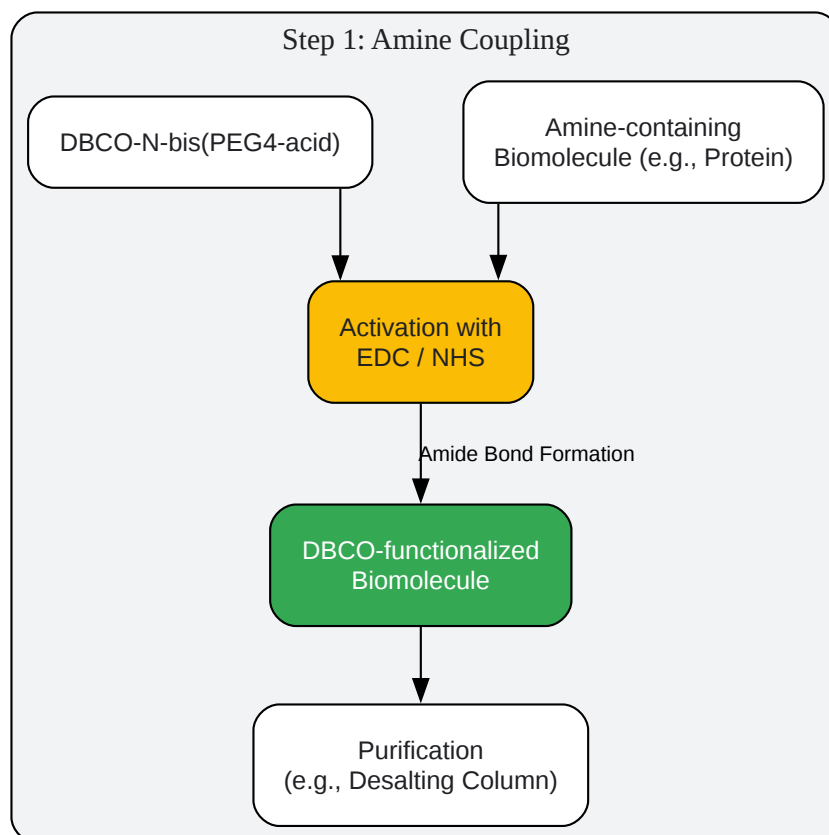 Step 1: Amine Coupling
DBCO-N-bis(PEG4-acid)
Amine-containing
Biomolecule (e.g., Protein)
Activation with
EDC / NHS
Amide Bond Formation
DBCO-functionalized
Biomolecule
Purification
(e.g., Desalting Column)